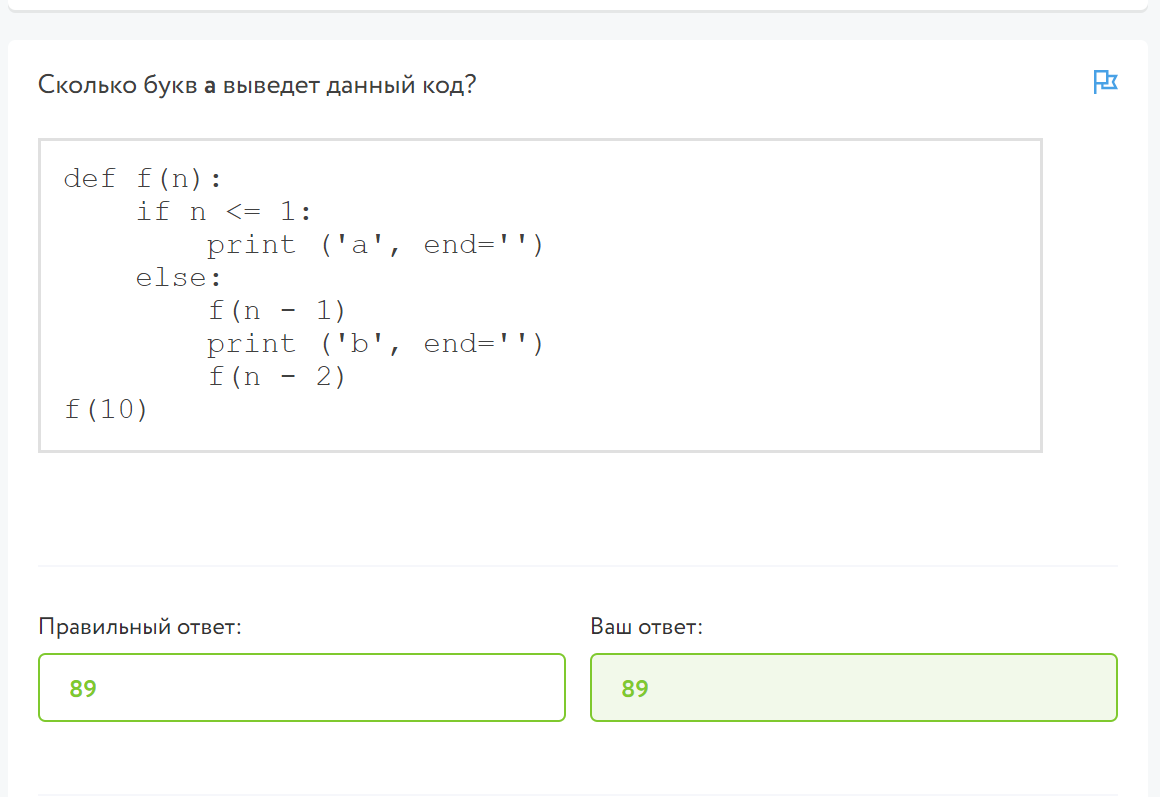 Сколько букв а выведет данный код?
def f(n):
    if n <= 1:
        print ('a', end='')
    else:
        f(n - 1)
        print ('b', end='')
        f(n - 2)
f(10)
Правильный ответ:
Ваш ответ:
89
89